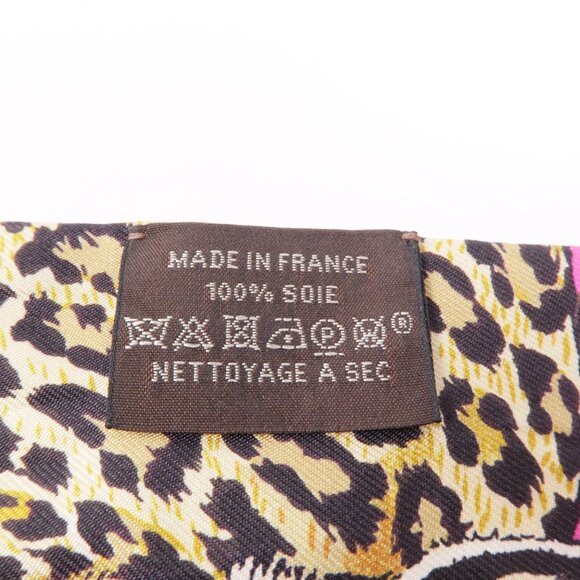 MADE IN FRANCE
100% SOIE
P W ®
NETTOYAGE A SEC